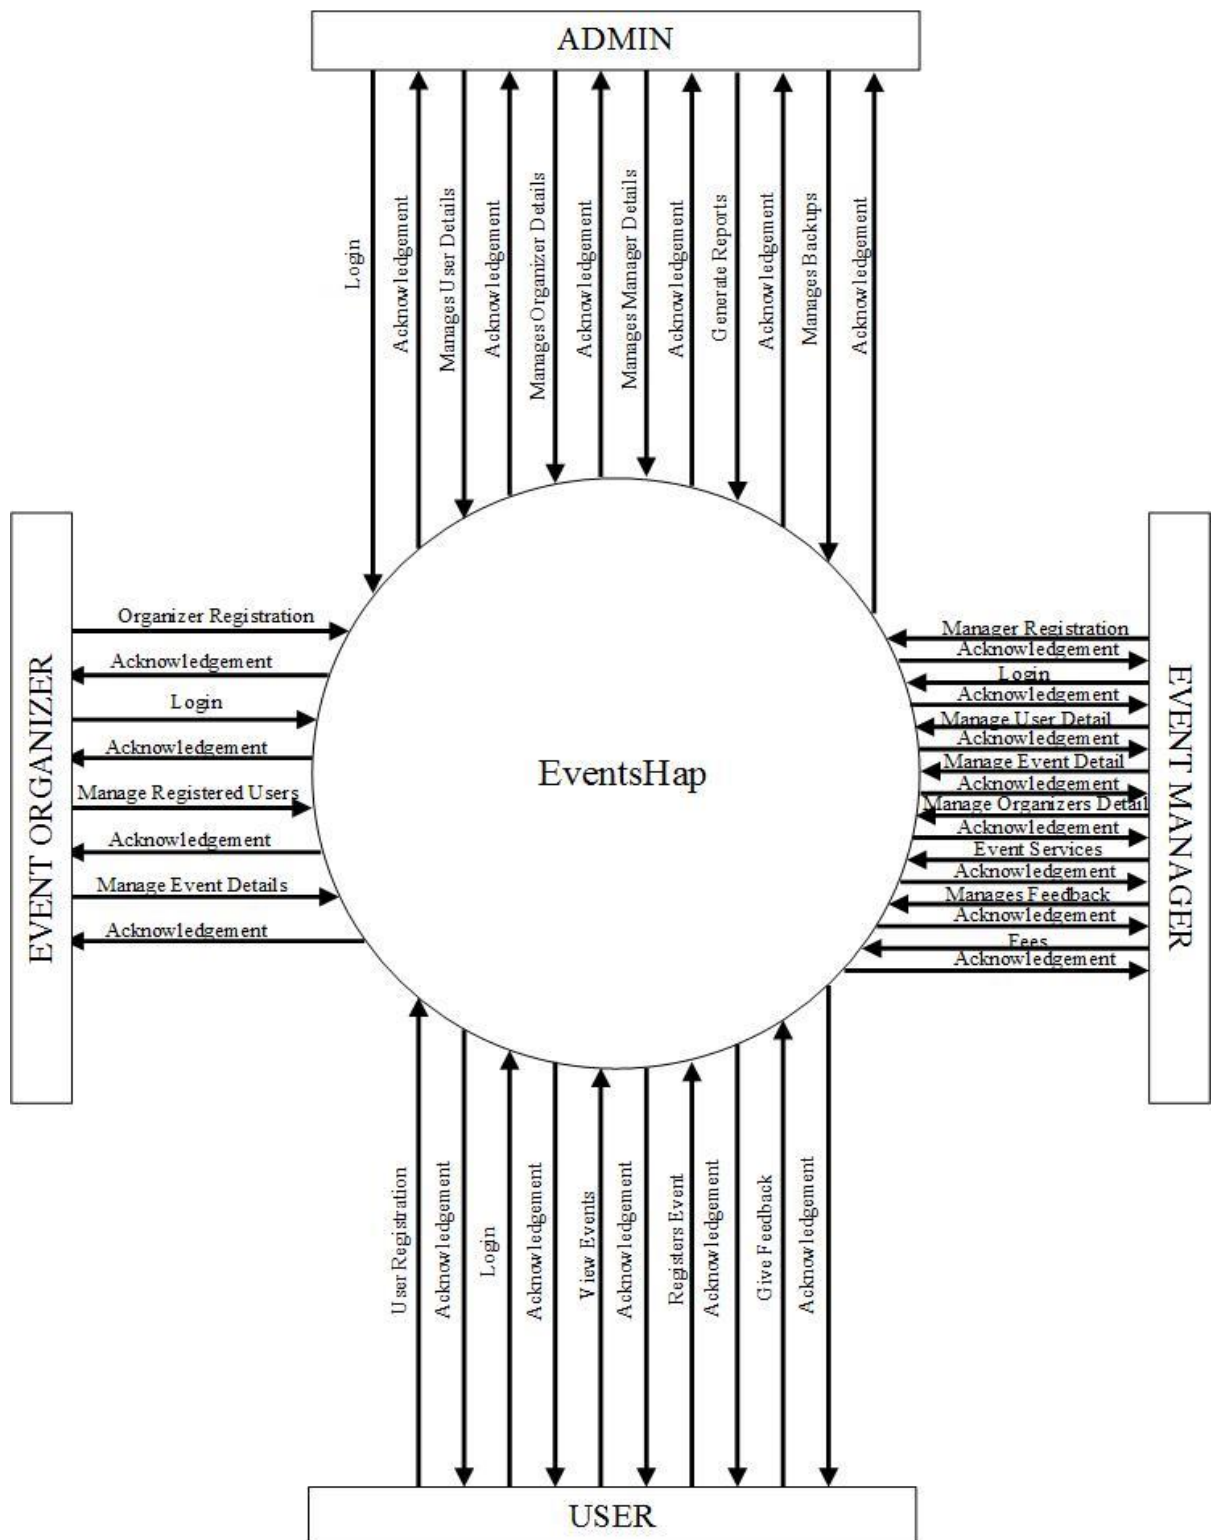 ADMIN
Login
Acknowledgement
Manages User Details
Acknowledgement
Manages Organizer Details
Acknowledgement
Manages Manager Details
Acknowledgement
Generate Reports
Acknowledgement
Manages Backups
Acknowledgement
EVENT ORGANIZER
Organizer Registration
Acknowledgement
Login
Acknowledgement
Manage Registered Users
Acknowledgement
Manage Event Details
Acknowledgement
EventsHap
Manager Registration
Acknowledgement
Login
Acknowledgement
Manage User Detail
Acknowledgement
Manage Event Detail
Acknowledgement
Manage Organizers Detail
Acknowledgement
Event Services
Acknowledgement
Manages Feedback
Acknowledgement
Fees
Acknowledgement
EVENT MANAGER
User Registration
Acknowledgement
Login
Acknowledgement
View Events
Acknowledgement
Registers Event
Acknowledgement
Give Feedback
Acknowledgement
USER